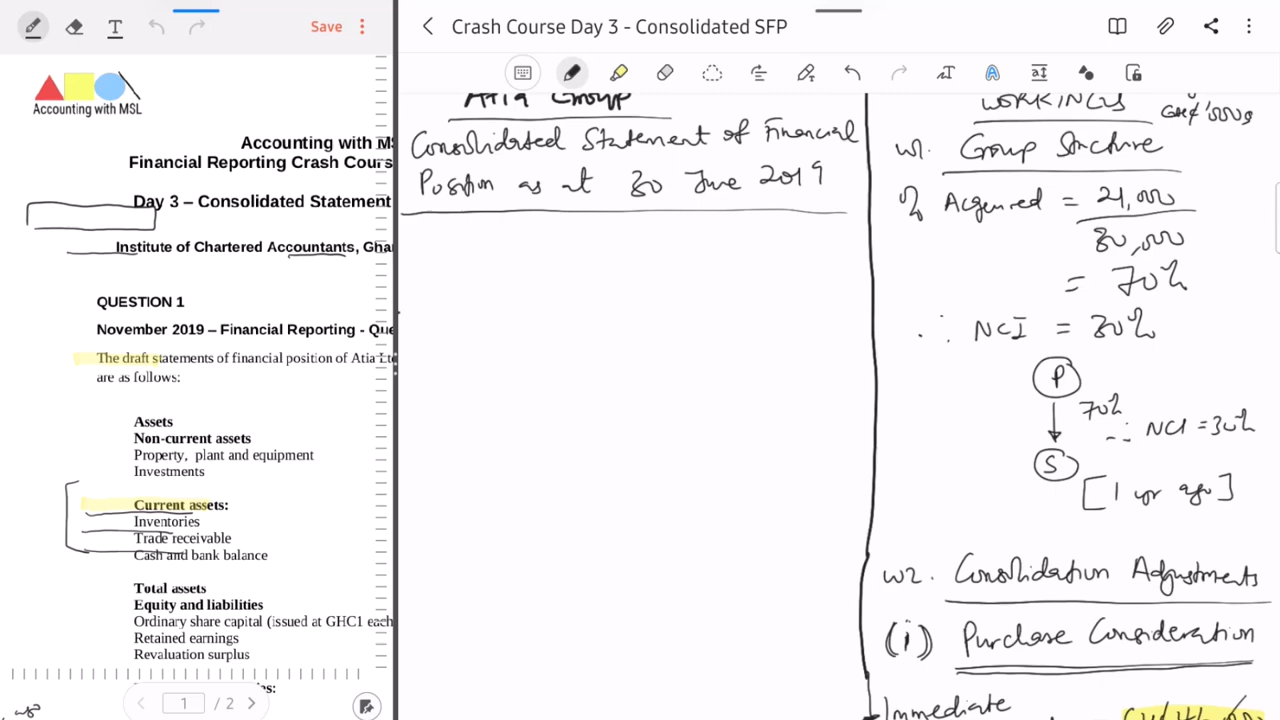 Save
Accounting with MSL
Accounting with M
Financial Reporting Crash Cours
Day 3 – Consolidated Statement
Institute of Chartered Accountants, Gha
QUESTION 1
November 2019 – Financial Reporting - Que
The draft statements of financial position of Atia Lt
are as follows:
Assets
Non-current assets
Property, plant and equipment
Investments
Current assets:
Inventories
Trade receivable
Cash and bank balance
Total assets
Equity and liabilities
Ordinary share capital (issued at GHC1 each
Retained earnings
Revaluation surplus
es:
1 / 2
Crash Course Day 3 - Consolidated SFP
Atia Group
Consolidated Statement of Financial
Position as at 30 June 2019
WORKINGS
GH¢'000s
W1. Group Structure
% Acquired = 21,000
30,000
= 70%
∴ NCI = 30%
P
70%
∴ NCI = 30%
S
[1 yr ago]
W2. Consolidation Adjustments
(i) Purchase Consideration
Immediate